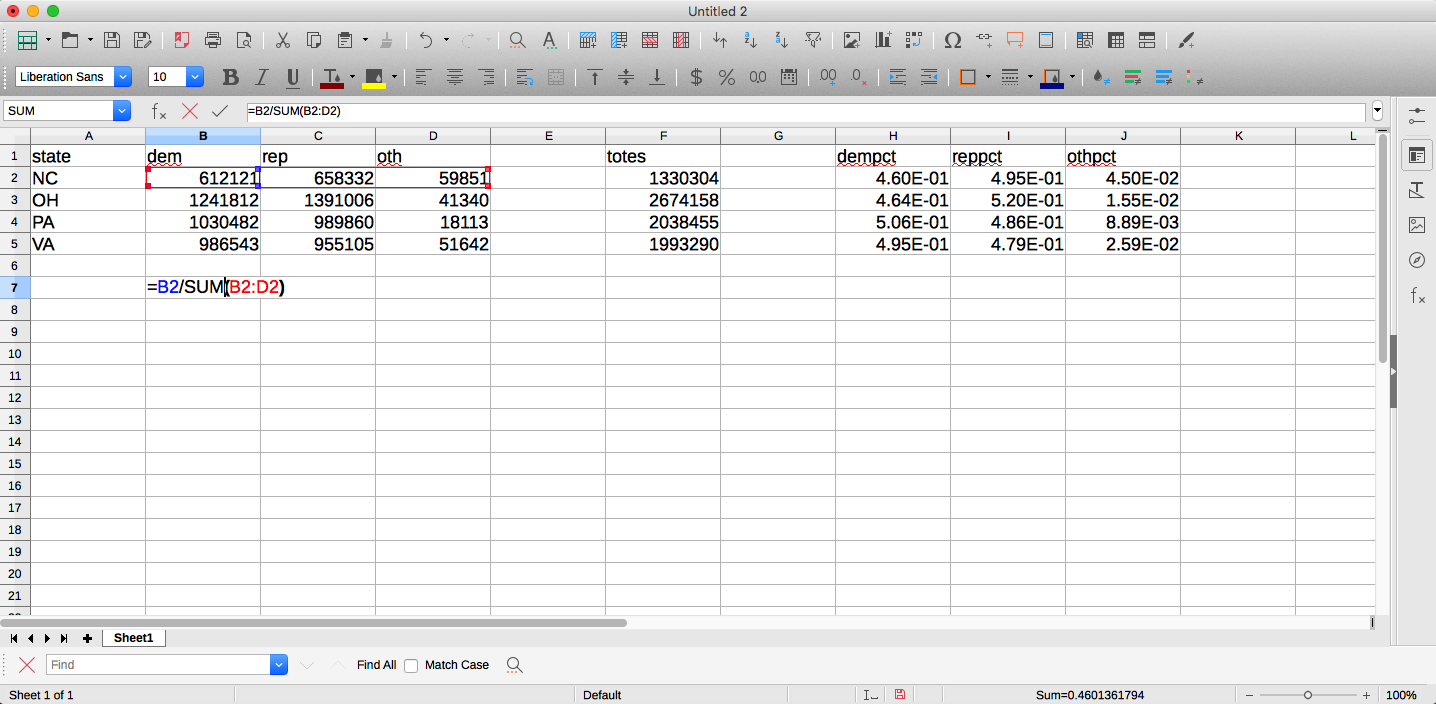 Untitled 2
Liberation Sans 10
SUM =B2/SUM(B2:D2)
A B C D E F G H I J K L
1 state dem rep oth totes dempct reppct othpct
2 NC 612121 658332 59851 1330304 4.60E-01 4.95E-01 4.50E-02
3 OH 1241812 1391006 41340 2674158 4.64E-01 5.20E-01 1.55E-02
4 PA 1030482 989860 18113 2038455 5.06E-01 4.86E-01 8.89E-03
5 VA 986543 955105 51642 1993290 4.95E-01 4.79E-01 2.59E-02
6
7 =B2/SUM(B2:D2)
8
9
10
11
12
13
14
15
16
17
18
19
20
21
Sheet1
Find Find All Match Case
Sheet 1 of 1 Default Sum=0.4601361794 100%